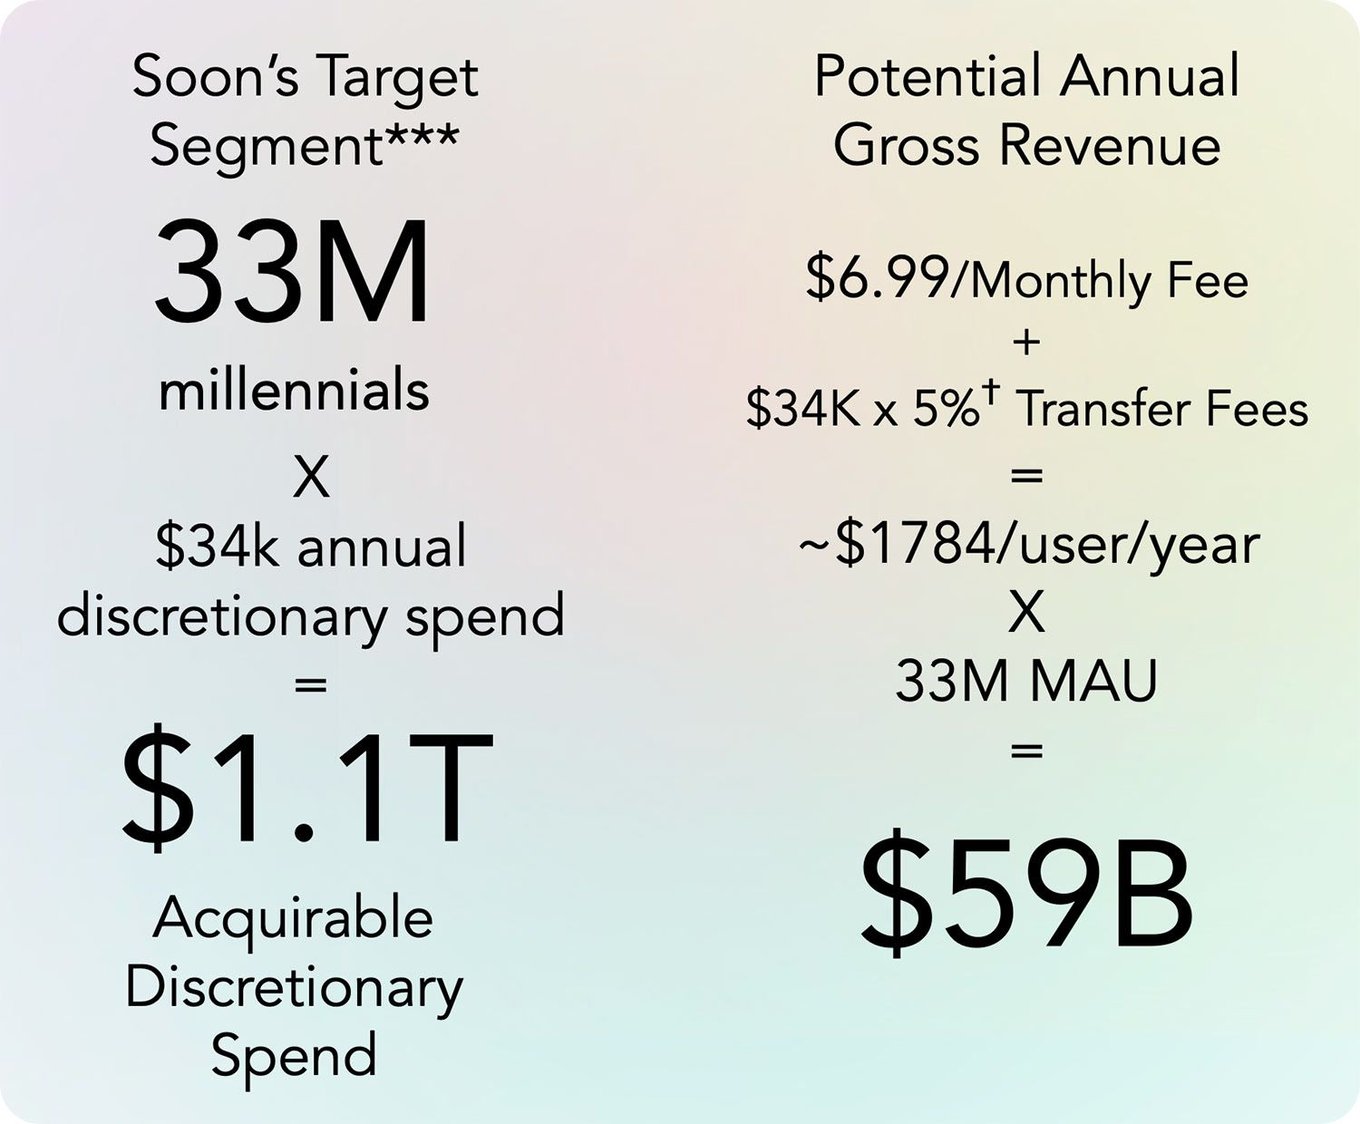 Soon’s Target
Segment***
33M
millennials
X
$34k annual
discretionary spend
=
$1.1T
Acquirable
Discretionary
Spend
Potential Annual
Gross Revenue
$6.99/Monthly Fee
+
$34K x 5%† Transfer Fees
=
~$1784/user/year
X
33M MAU
=
$59B